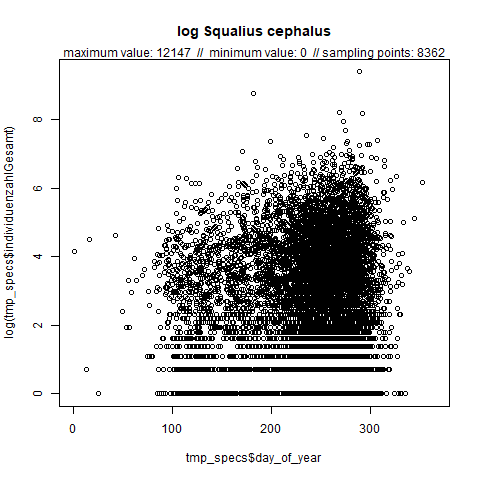 log Squalius cephalus
maximum value: 12147 // minimum value: 0 // sampling points: 8362
log(tmp_specs$individuenzahlGesamt)
8
6
4
2
0
0 100 200 300
tmp_specs$day_of_year